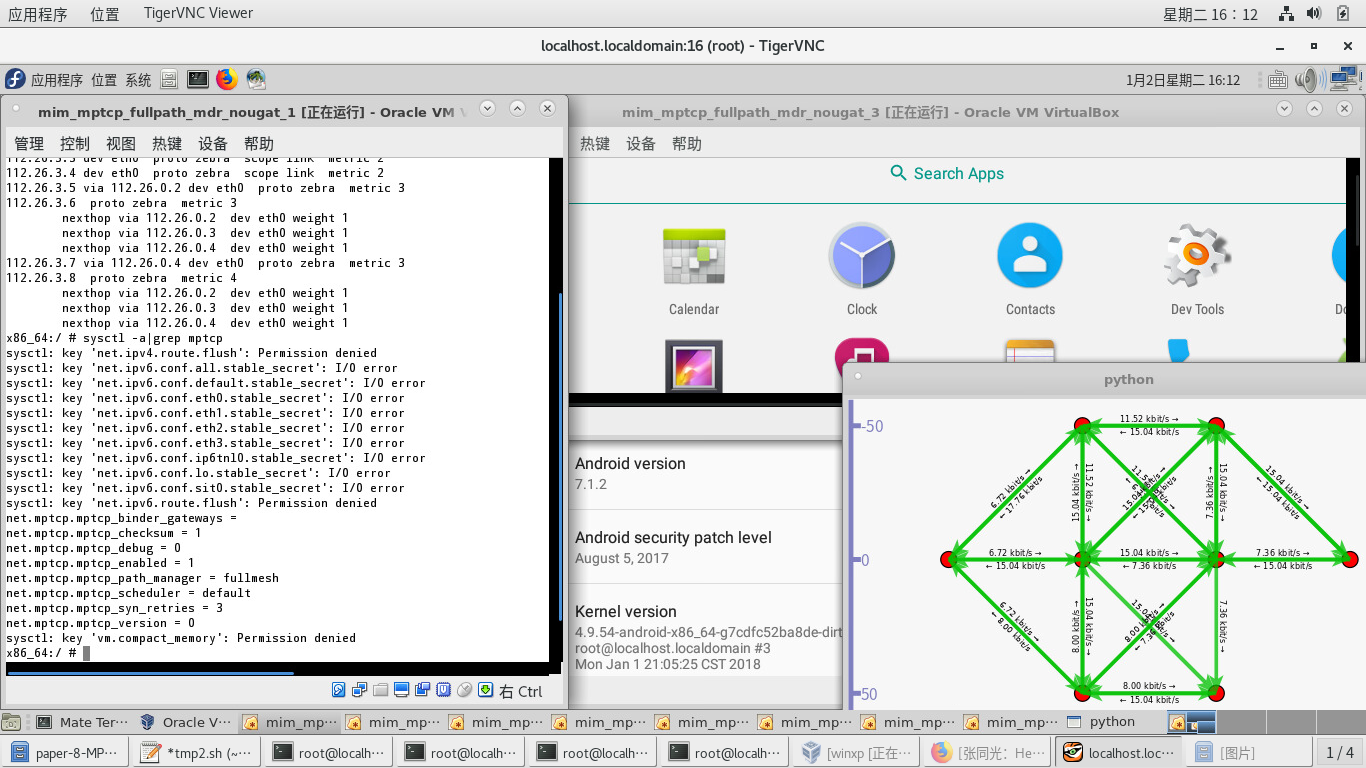 应用程序 位置 TigerVNC Viewer 星期二 16：12
localhost.localdomain:16 (root) - TigerVNC
应用程序 位置 系统 1月2日星期二 16:12
mim_mptcp_fullpath_mdr_nougat_1 [正在运行] - Oracle VM
管理 控制 视图 热键 设备 帮助
112.26.3.3 dev eth0  proto zebra  scope link  metric 2
112.26.3.4 dev eth0  proto zebra  scope link  metric 2
112.26.3.5 via 112.26.0.2 dev eth0  proto zebra  metric 3
112.26.3.6  proto zebra  metric 3
nexthop via 112.26.0.2  dev eth0 weight 1
nexthop via 112.26.0.3  dev eth0 weight 1
nexthop via 112.26.0.4  dev eth0 weight 1
112.26.3.7 via 112.26.0.4 dev eth0  proto zebra  metric 3
112.26.3.8  proto zebra  metric 4
nexthop via 112.26.0.2  dev eth0 weight 1
nexthop via 112.26.0.3  dev eth0 weight 1
nexthop via 112.26.0.4  dev eth0 weight 1
x86_64:/ # sysctl -a|grep mptcp
sysctl: key 'net.ipv4.route.flush': Permission denied
sysctl: key 'net.ipv6.conf.all.stable_secret': I/O error
sysctl: key 'net.ipv6.conf.default.stable_secret': I/O error
sysctl: key 'net.ipv6.conf.eth0.stable_secret': I/O error
sysctl: key 'net.ipv6.conf.eth1.stable_secret': I/O error
sysctl: key 'net.ipv6.conf.eth2.stable_secret': I/O error
sysctl: key 'net.ipv6.conf.eth3.stable_secret': I/O error
sysctl: key 'net.ipv6.conf.ip6tnl0.stable_secret': I/O error
sysctl: key 'net.ipv6.conf.lo.stable_secret': I/O error
sysctl: key 'net.ipv6.conf.sit0.stable_secret': I/O error
sysctl: key 'net.ipv6.route.flush': Permission denied
net.mptcp.mptcp_binder_gateways =
net.mptcp.mptcp_checksum = 1
net.mptcp.mptcp_debug = 0
net.mptcp.mptcp_enabled = 1
net.mptcp.mptcp_path_manager = fullmesh
net.mptcp.mptcp_scheduler = default
net.mptcp.mptcp_syn_retries = 3
net.mptcp.mptcp_version = 0
sysctl: key 'vm.compact_memory': Permission denied
x86_64:/ #
右 Ctrl
mim_mptcp_fullpath_mdr_nougat_3 [正在运行] - Oracle VM VirtualBox
热键 设备 帮助
Search Apps
Calendar Clock Contacts Dev Tools
Android version
7.1.2
Android security patch level
August 5, 2017
Kernel version
4.9.54-android-x86_64-g7cdfc52ba8de-dirt
root@localhost.localdomain #3
Mon Jan 1 21:05:25 CST 2018
python
-50
0
50
11.52 kbit/s →
← 15.04 kbit/s
6.72 kbit/s →
← 17.76 kbit/s
11.52 kbit/s →
15.04 kbit/s →
15.04 kbit/s →
7.36 kbit/s →
15.04 kbit/s →
← 15.04 kbit/s
6.72 kbit/s →
← 15.04 kbit/s
15.04 kbit/s →
← 7.36 kbit/s
7.36 kbit/s →
← 15.04 kbit/s
6.72 kbit/s →
← 8.00 kbit/s
15.04 kbit/s →
8.00 kbit/s →
8.00 kbit/s →
7.36 kbit/s →
8.00 kbit/s →
← 15.04 kbit/s
Mate Ter··· Oracle V··· mim_mp··· mim_mp··· mim_mp··· mim_mp··· mim_mp··· mim_mp··· mim_mp··· mim_mp··· python
paper-8-MP··· *tmp2.sh (~··· root@localh··· root@localh··· root@localh··· root@localh··· [winxp [正在··· [张同光：He··· localhost.loc··· [图片] 1 / 4